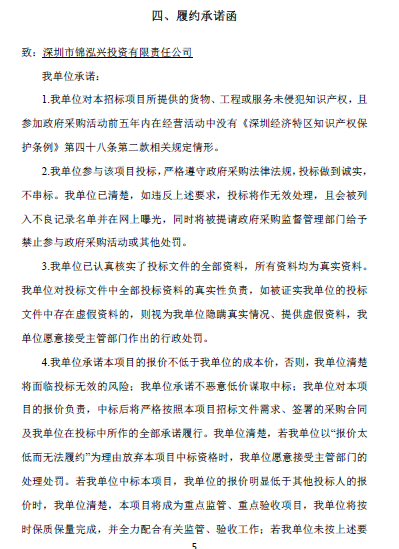 四、履约承诺函
致：深圳市锦泓兴投资有限责任公司
我单位承诺：
1.我单位对本招标项目所提供的货物、工程或服务未侵犯知识产权，且
参加政府采购活动前五年内在经营活动中没有《深圳经济特区知识产权保
护条例》第四十八条第二款相关规定情形。
2.我单位参与该项目投标，严格遵守政府采购法律法规，投标做到诚实，
不串标。我单位已清楚，如违反上述要求，投标将作无效处理，且会被列
入不良记录名单并在网上曝光，同时将被提请政府采购监督管理部门给予
禁止参与政府采购活动或其他处罚。
3.我单位已认真核实了投标文件的全部资料，所有资料均为真实资料。
我单位对投标文件中全部投标资料的真实性负责，如被证实我单位的投标
文件中存在虚假资料的，则视为我单位隐瞒真实情况、提供虚假资料，我
单位愿意接受主管部门作出的行政处罚。
4.我单位承诺本项目的报价不低于我单位的成本价，否则，我单位清楚
将面临投标无效的风险；我单位承诺不恶意低价谋取中标；我单位对本项
目的报价负责，中标后将严格按照本项目招标文件需求、签署的采购合同
及我单位在投标中所作的全部承诺履行。我单位清楚，若我单位以“报价太
低而无法履约”为理由放弃本项目中标资格时，我单位愿意接受主管部门的
处理处罚。若我单位中标本项目，我单位的报价明显低于其他投标人的报
价时，我单位清楚，本项目将成为重点监管、重点验收项目，我单位将按
时保质保量完成，并全力配合有关监管、验收工作；若我单位未按上述要
5